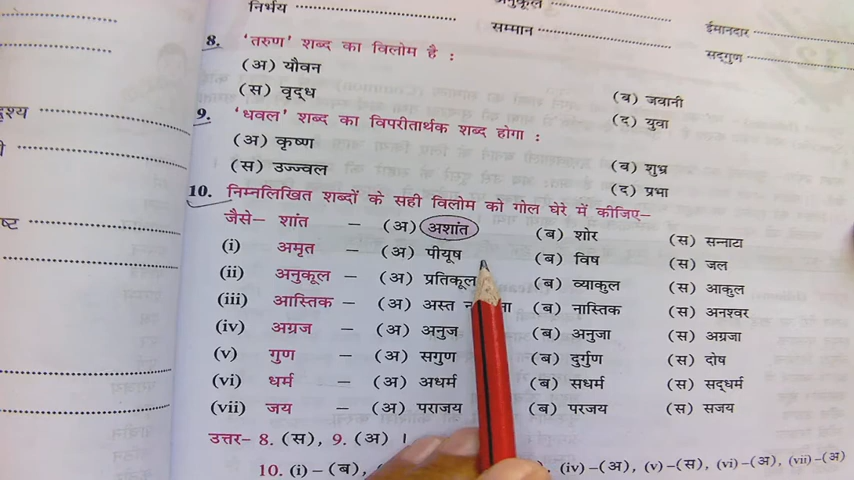 निर्भय ........ अनुकूल ........ ईमानदार ........
सम्मान ........ सद्गुण ........
8. 'तरुण' शब्द का विलोम है :
(अ) यौवन (ब) जवानी
(स) वृद्ध (द) युवा
9. 'धवल' शब्द का विपरीतार्थक शब्द होगा :
(अ) कृष्ण (ब) शुभ्र
(स) उज्ज्वल (द) प्रभा
10. निम्नलिखित शब्दों के सही विलोम को गोल घेरे में कीजिए–
जैसे– शांत – (अ) अशांत (ब) शोर (स) सन्नाटा
(i) अमृत – (अ) पीयूष (ब) विष (स) जल
(ii) अनुकूल – (अ) प्रतिकूल (ब) व्याकुल (स) आकुल
(iii) आस्तिक – (अ) अस्त (ब) नास्तिक (स) अनश्वर
(iv) अग्रज – (अ) अनुज (ब) अनुजा (स) अग्रजा
(v) गुण – (अ) सगुण (ब) दुर्गुण (स) दोष
(vi) धर्म – (अ) अधर्म (ब) सधर्म (स) सद्धर्म
(vii) जय – (अ) पराजय (ब) परजय (स) सजय
उत्तर– 8. (स), 9. (अ) ।
10. (i)–(ब), (iv)–(अ), (v)–(स), (vi)–(अ), (vii)–(अ)